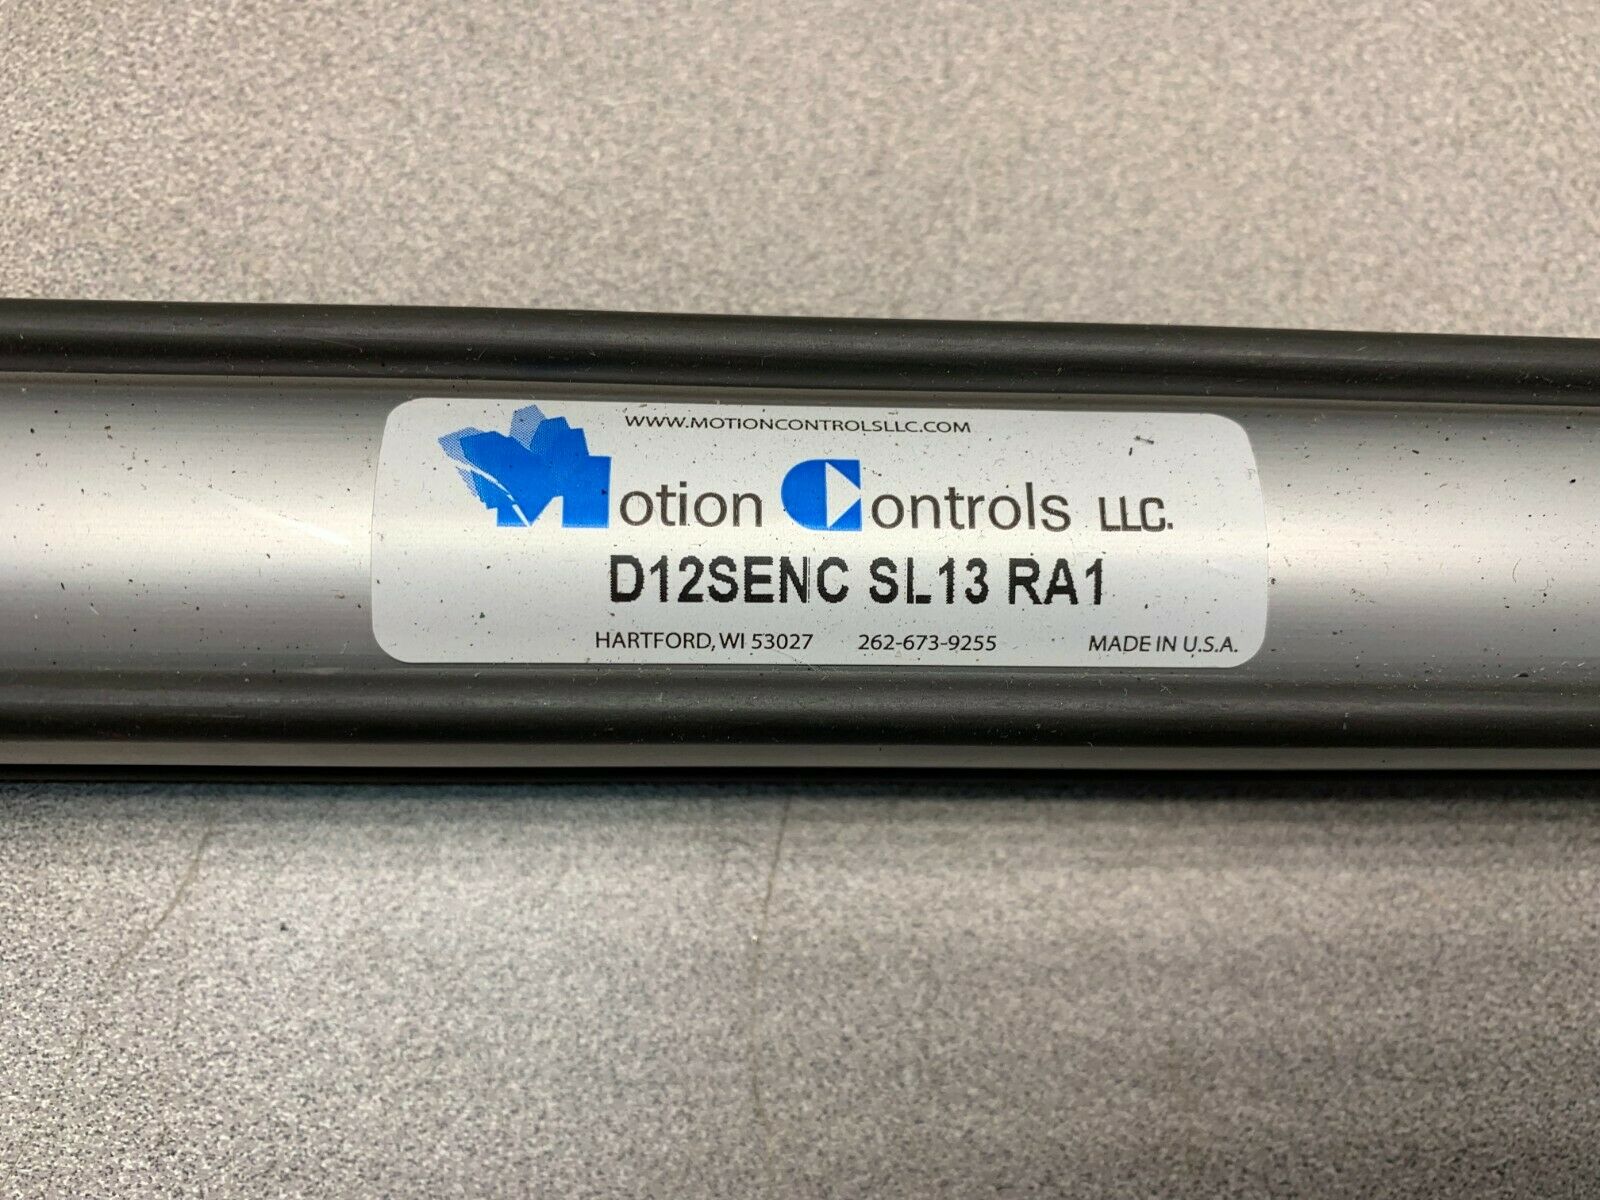 WWW.MOTIONCONTROLSLLC.COM
Motion Controls LLC.
D12SENC SL13 RA1
HARTFORD, WI 53027 262-673-9255 MADE IN U.S.A.